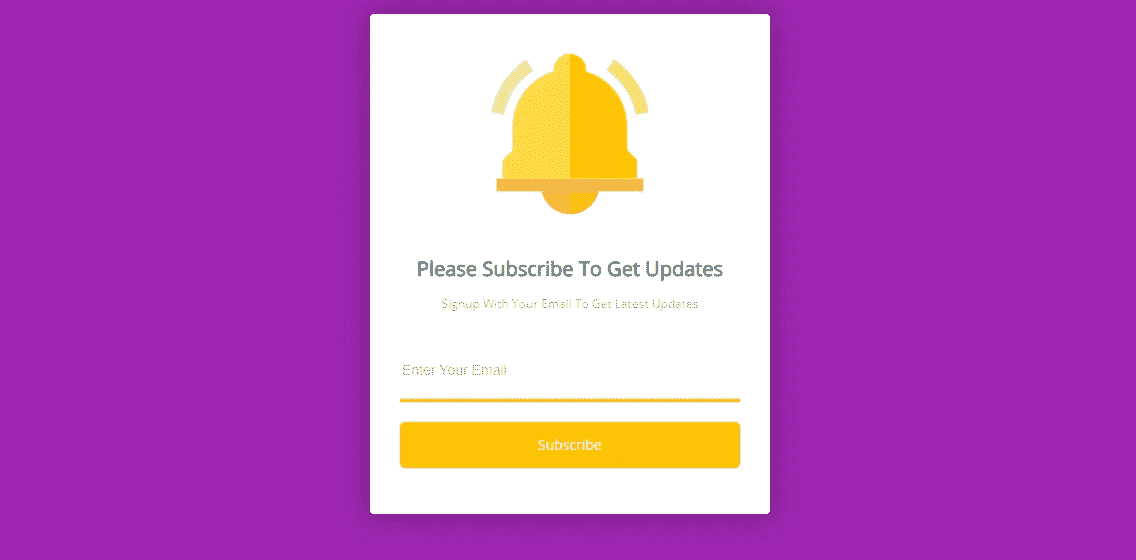 Please Subscribe To Get Updates
Signup With Your Email To Get Latest Updates
Enter Your Email
Subscribe